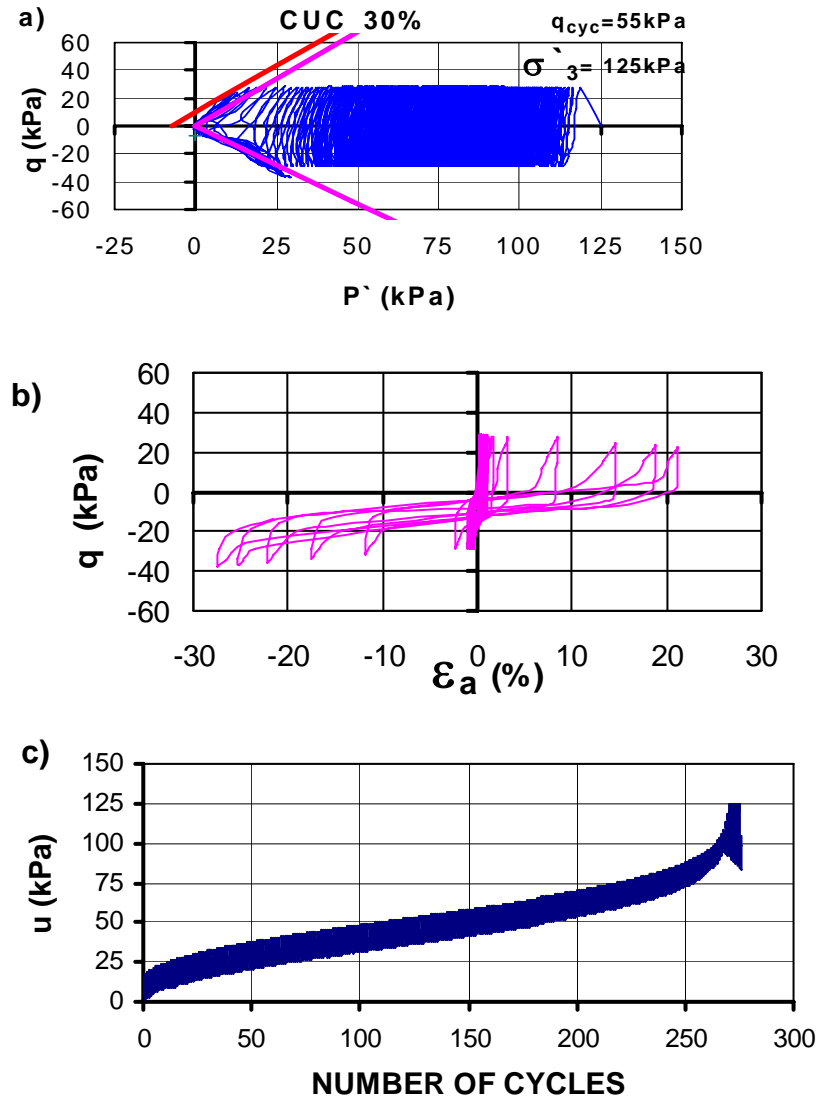 a)
CUC 30%
qcyc=55kPa
σ`3= 125kPa
60
40
20
0
-20
-40
-60
q (kPa)
-25 0 25 50 75 100 125 150
P` (kPa)
b)
60
40
20
0
-20
-40
-60
q (kPa)
-30 -20 -10 0 10 20 30
εa (%)
c)
150
125
100
75
50
25
0
u (kPa)
0 50 100 150 200 250 300
NUMBER OF CYCLES